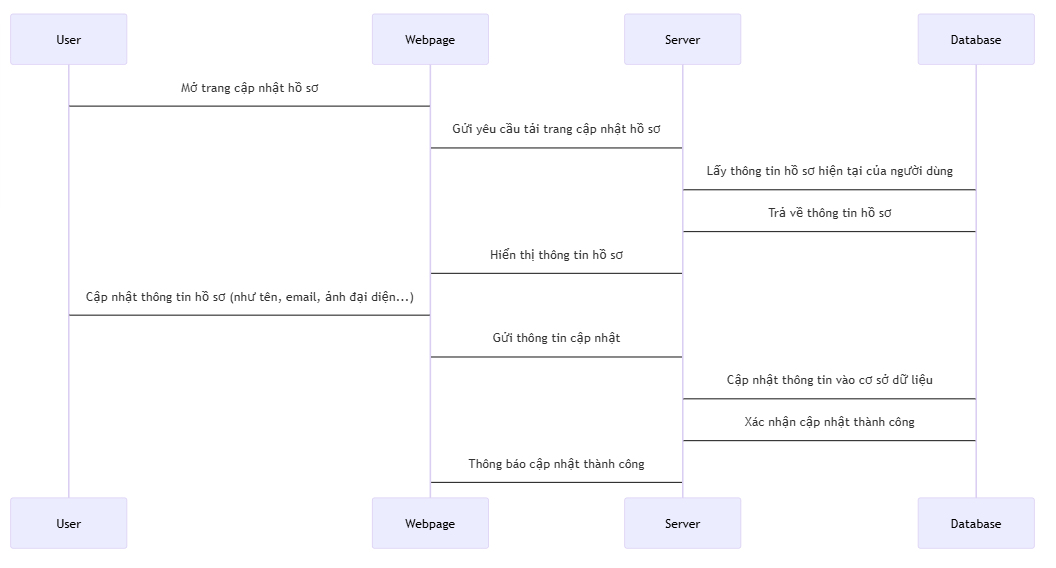 User
Webpage
Server
Database
Mở trang cập nhật hồ sơ
Gửi yêu cầu tải trang cập nhật hồ sơ
Lấy thông tin hồ sơ hiện tại của người dùng
Trả về thông tin hồ sơ
Hiển thị thông tin hồ sơ
Cập nhật thông tin hồ sơ (như tên, email, ảnh đại diện...)
Gửi thông tin cập nhật
Cập nhật thông tin vào cơ sở dữ liệu
Xác nhận cập nhật thành công
Thông báo cập nhật thành công
User
Webpage
Server
Database